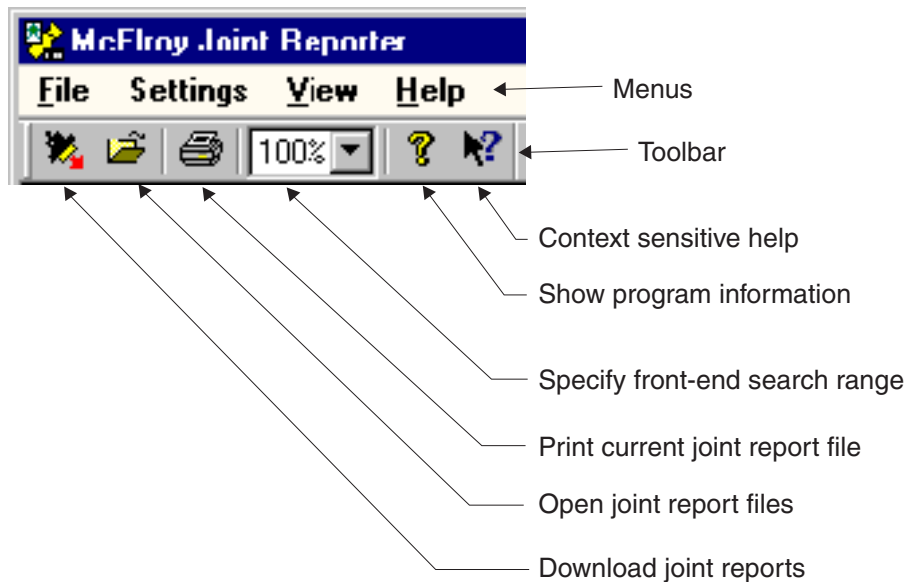 McElroy Joint Reporter
File Settings View Help
Menus
100%
Toolbar
Context sensitive help
Show program information
Specify front-end search range
Print current joint report file
Open joint report files
Download joint reports